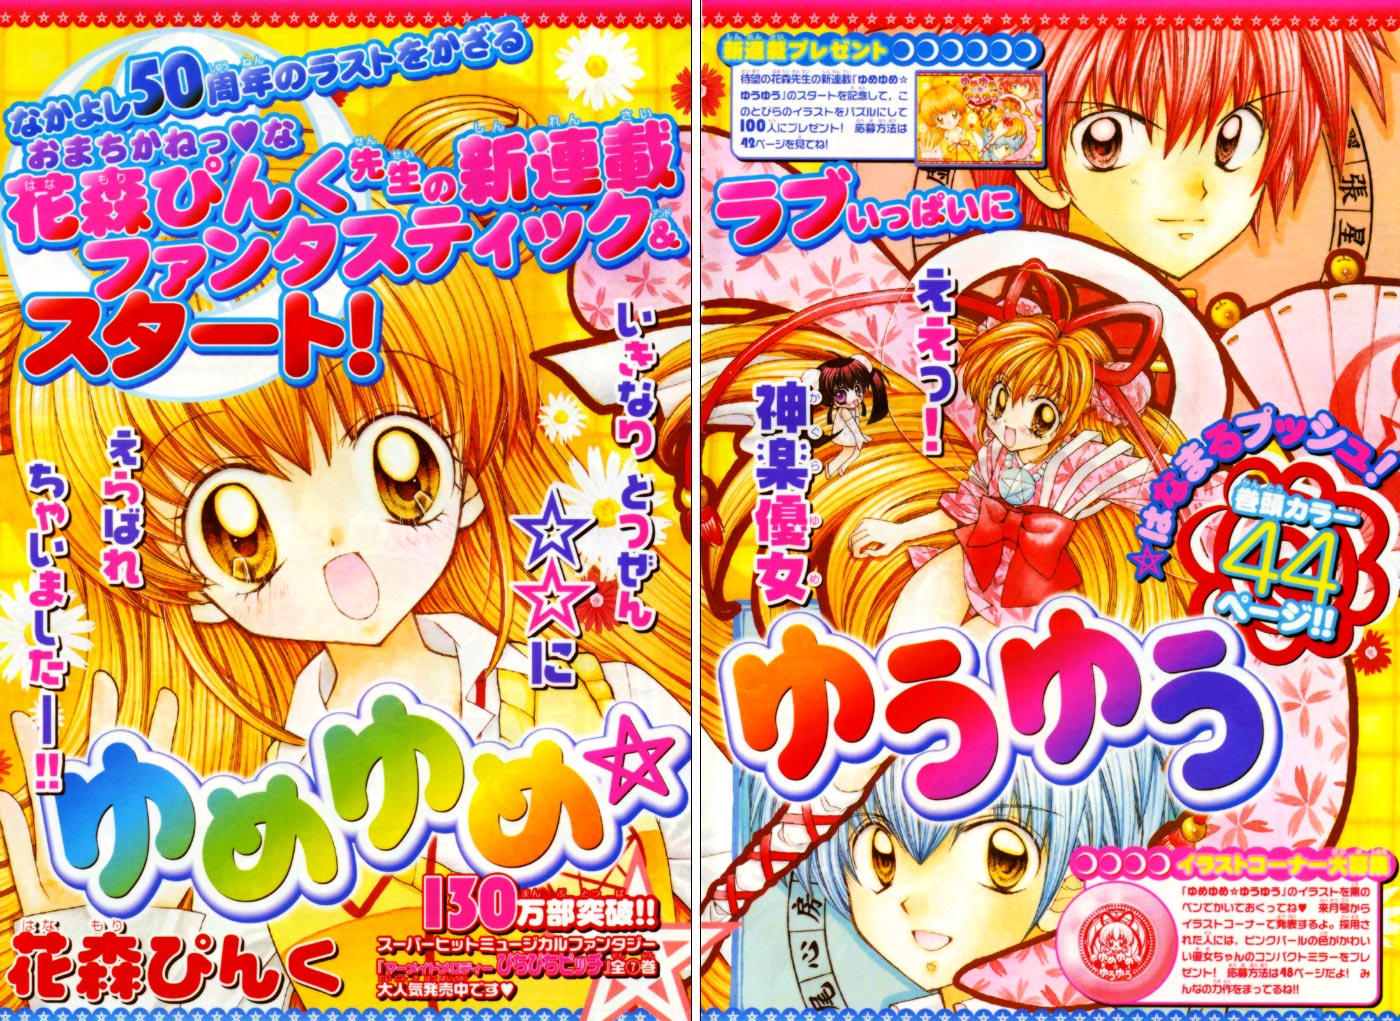 なかよし50周年のラストをかざる
おまちかねっ♥な
花森ぴんく先生の新連載
ファンタスティック&
スタート!
いきなりとつぜん
☆☆に
えらばれ
ちゃいましたー!!
ゆめゆめ☆
130万部突破!!
スーパーヒットミュージカルファンタジー
『マーメイドメロディーぴちぴちピッチ』全⑦巻
大人気発売中です♥
花森ぴんく
新連載プレゼント
待望の花森先生の新連載『ゆめゆめ☆
ゆうゆう』のスタートを記念して、こ
のとびらのイラストをパズルにして
100人にプレゼント! 応募方法は
42ページを見てね!
ラブいっぱいに
ええっ!
神楽優女
かぐらゆめ
張
星
☆はなまるプッシュ!
巻頭カラー
44
ページ!!
ゆうゆう
房
心
尾
イラストコーナー大募集
『ゆめゆめ☆ゆうゆう』のイラストを黒の
ペンでかいておくってね♥ 来月号から
イラストコーナーで発表するよ。採用さ
れた人には、ピンクパールの色がかわい
い優女ちゃんのコンパクトミラーをプレ
ゼント! 応募方法は48ページだよ! み
んなの力作をまってるね!!